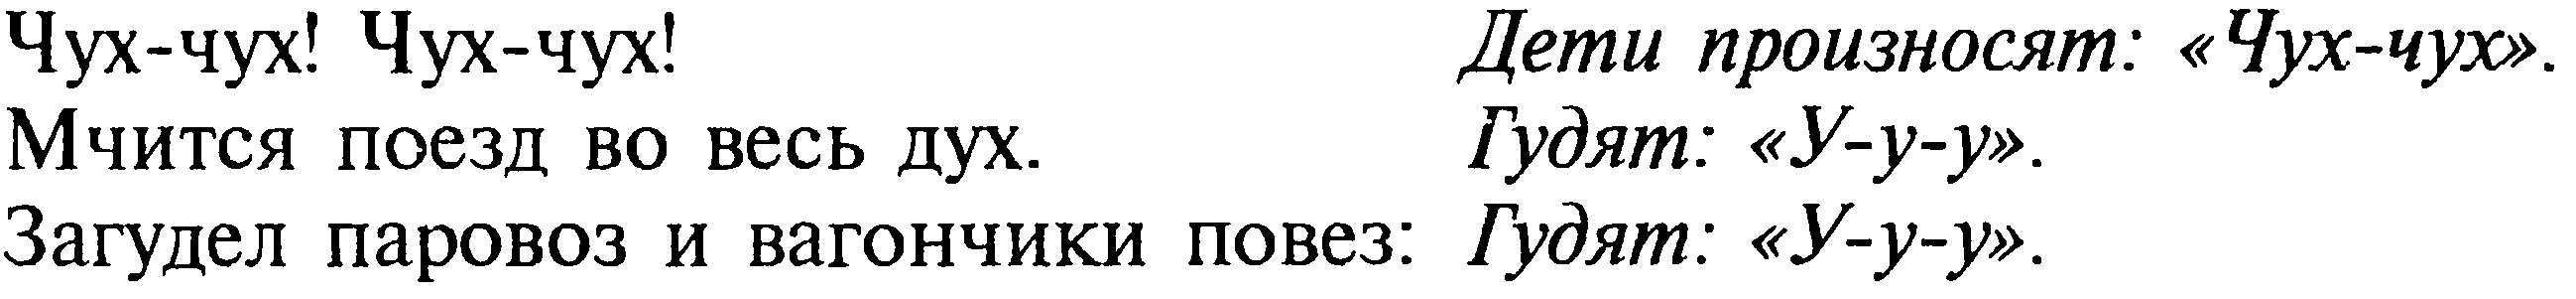 Чух-чух! Чух-чух! Дети произносят: «Чух-чух».
Мчится поезд во весь дух. Гудят: «У-у-у».
Загудел паровоз и вагончики повез: Гудят: «У-у-у».